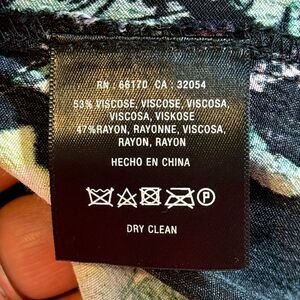 RN : 66170 CA : 32054
53% VISCOSE, VISCOSE, VISCOSA,
VISCOSA, VISKOSE
47%RAYON, RAYONNE, VISCOSA,
RAYON, RAYON
HECHO EN CHINA
P
DRY CLEAN